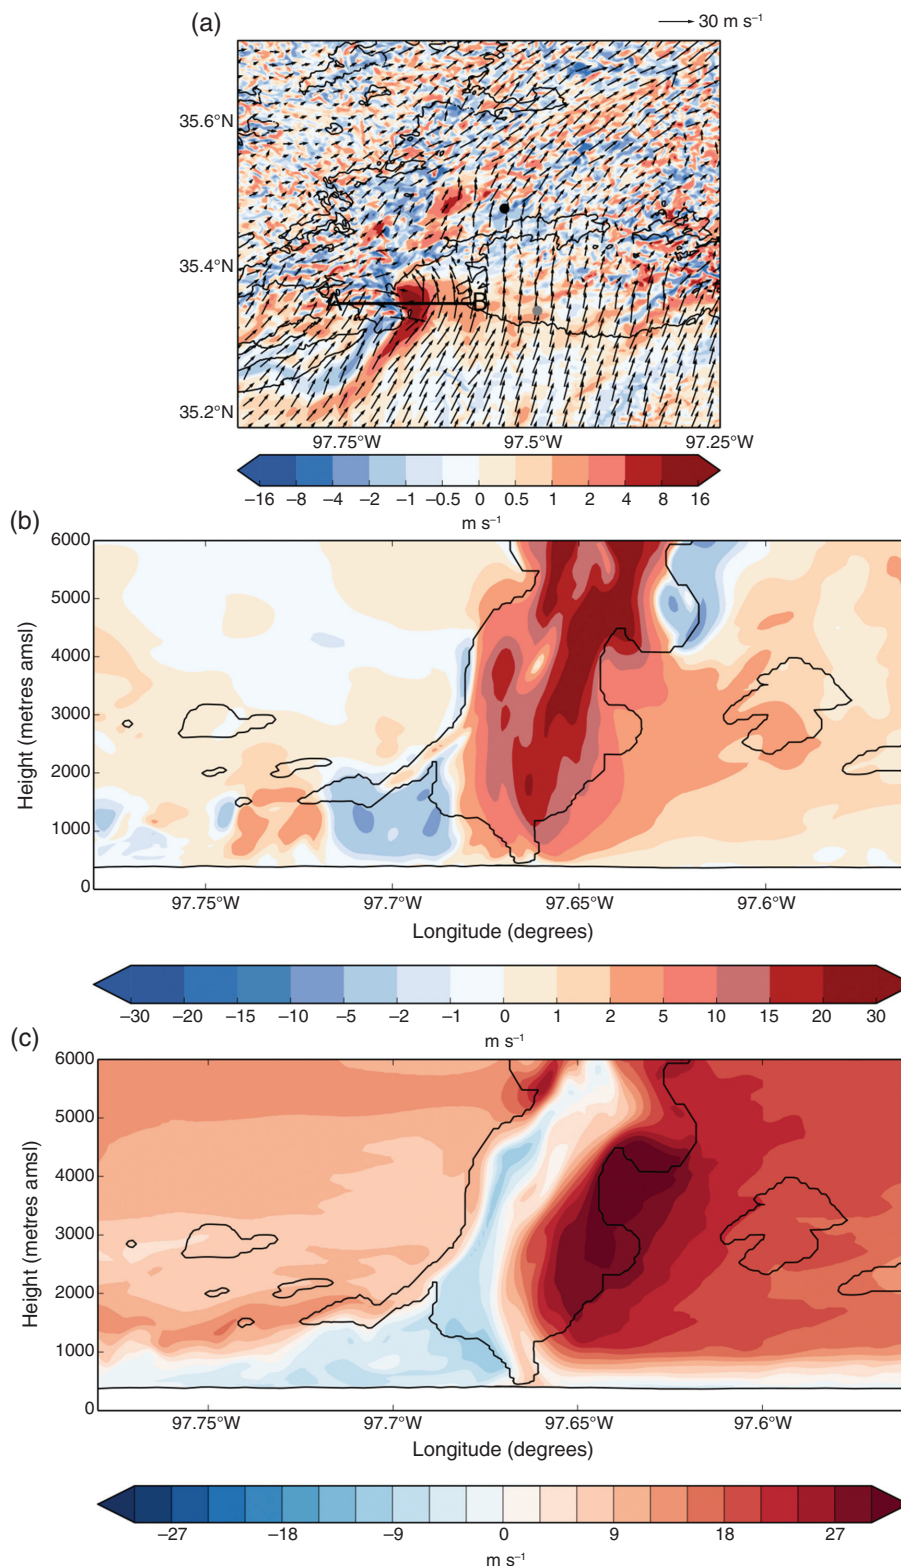 (a)
30 m s⁻¹
35.6°N
35.4°N
A B
35.2°N
97.75°W 97.5°W 97.25°W
−16 −8 −4 −2 −1 −0.5 0 0.5 1 2 4 8 16
m s⁻¹
(b)
6000
5000
4000
3000
2000
1000
0
Height (metres amsl)
97.75°W 97.7°W 97.65°W 97.6°W
Longitude (degrees)
−30 −20 −15 −10 −5 −2 −1 0 1 2 5 10 15 20 30
m s⁻¹
(c)
6000
5000
4000
3000
2000
1000
0
Height (metres amsl)
97.75°W 97.7°W 97.65°W 97.6°W
Longitude (degrees)
−27 −18 −9 0 9 18 27
m s⁻¹